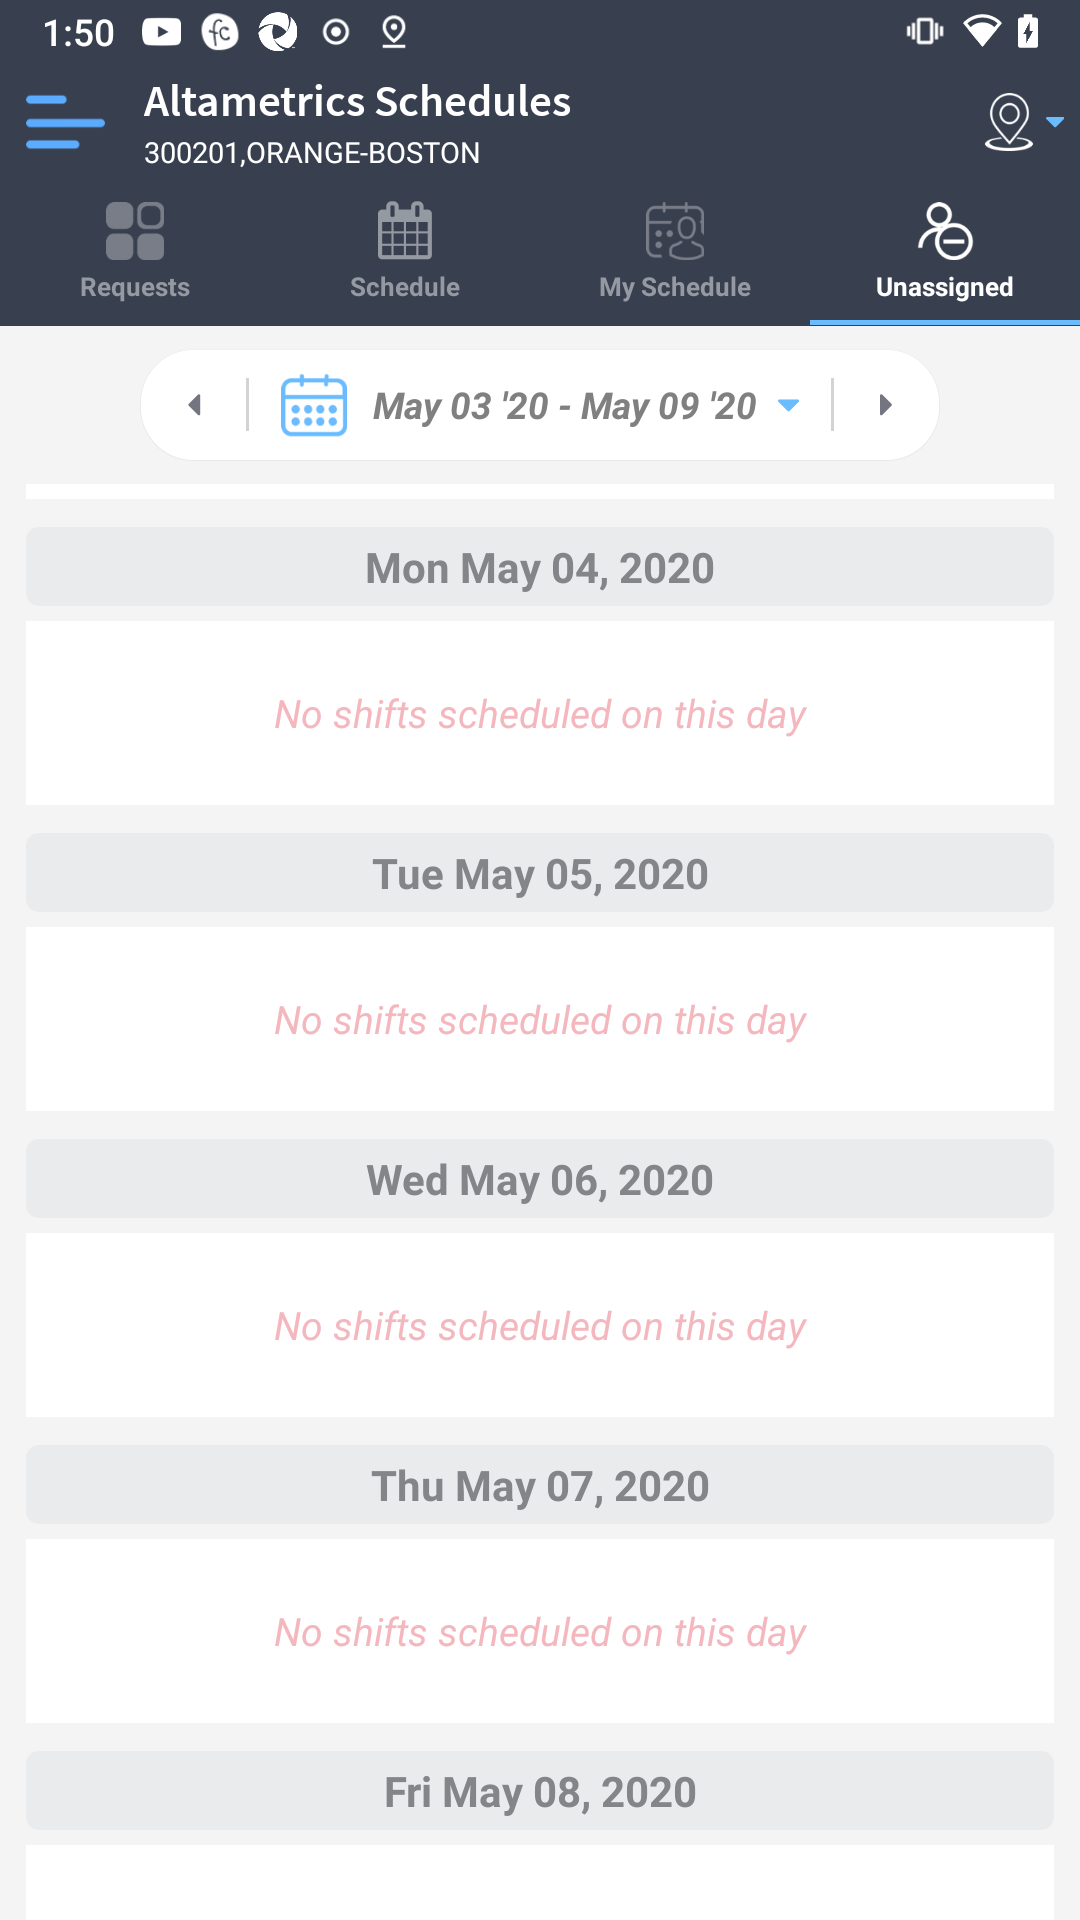 1:50
Altametrics Schedules
300201,ORANGE-BOSTON
Requests
Schedule
My Schedule
Unassigned
May 03 '20 - May 09 '20
Mon May 04, 2020
No shifts scheduled on this day
Tue May 05, 2020
No shifts scheduled on this day
Wed May 06, 2020
No shifts scheduled on this day
Thu May 07, 2020
No shifts scheduled on this day
Fri May 08, 2020